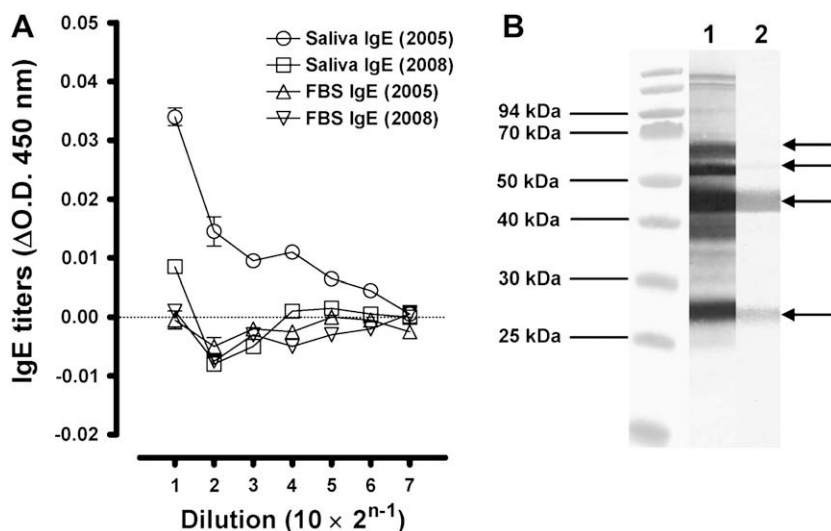 A
IgE titers (ΔO.D. 450 nm)
0.05
0.04
0.03
0.02
0.01
0.00
-0.01
-0.02
Saliva IgE (2005)
Saliva IgE (2008)
FBS IgE (2005)
FBS IgE (2008)
1 2 3 4 5 6 7
Dilution (10 × 2ⁿ⁻¹)
B
1 2
94 kDa
70 kDa
50 kDa
40 kDa
30 kDa
25 kDa